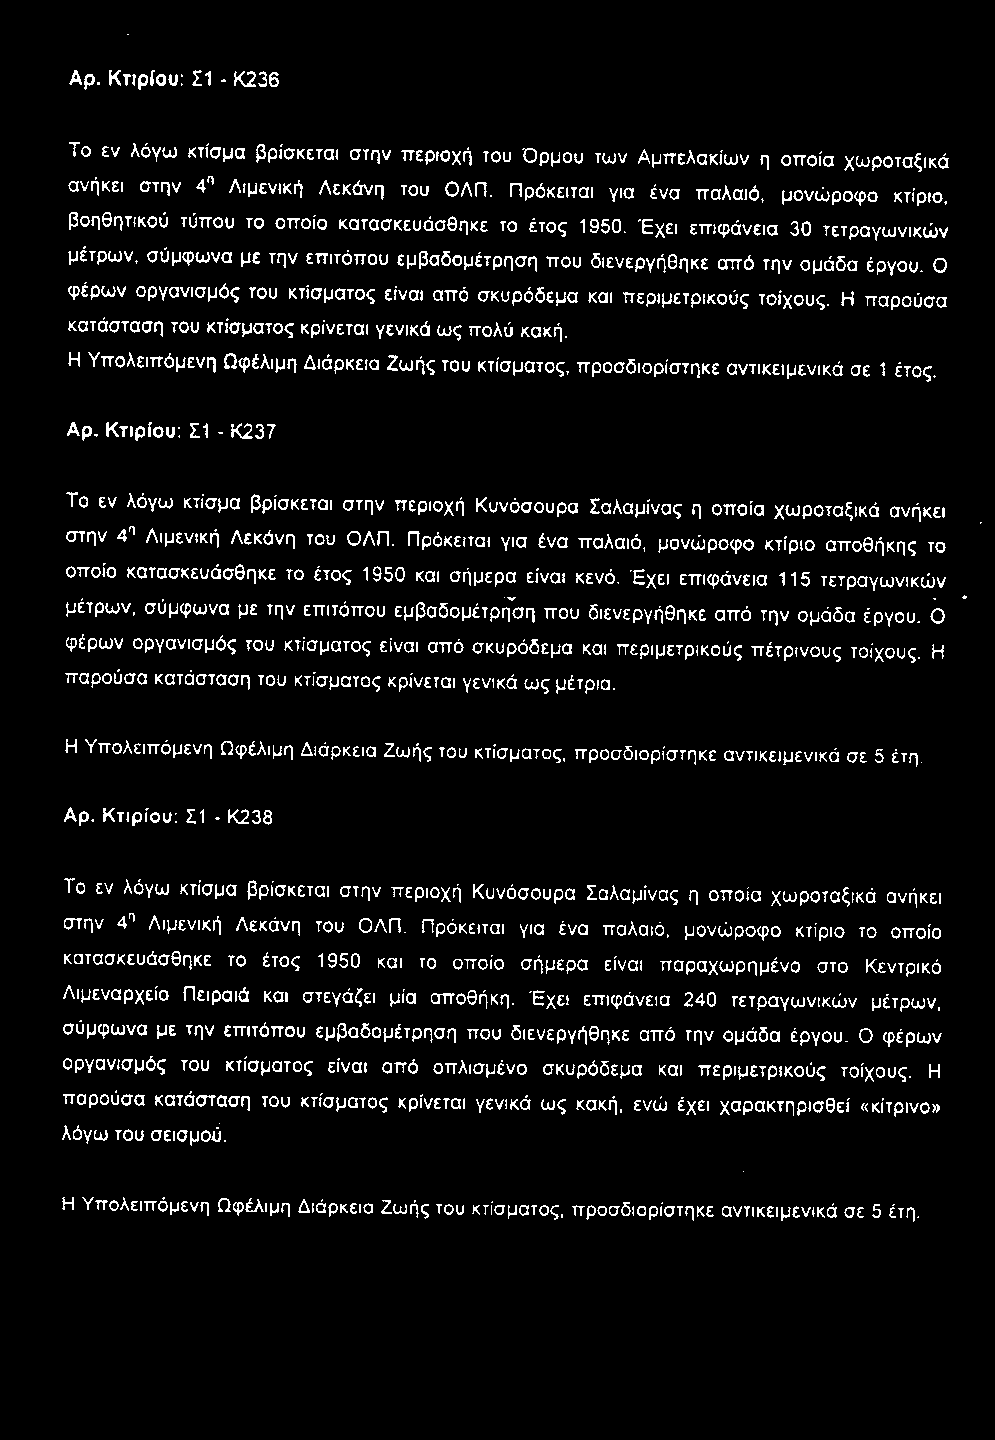 Αρ. Κτιρίου: Σ1 - Κ236
Το εν λόγω κτίσμα βρίσκεται στην περιοχή του Όρμου των Αμπελακίων η οποία χωροταξικά
ανήκει στην 4η Λιμενική Λεκάνη του ΟΛΠ. Πρόκειται για ένα παλαιό, μονώροφο κτίριο,
βοηθητικού τύπου το οποίο κατασκευάσθηκε το έτος 1950. Έχει επιφάνεια 30 τετραγωνικών
μέτρων, σύμφωνα με την επιτόπου εμβαδομέτρηση που διενεργήθηκε από την ομάδα έργου. Ο
φέρων οργανισμός του κτίσματος είναι από σκυρόδεμα και περιμετρικούς τοίχους. Η παρούσα
κατάσταση του κτίσματος κρίνεται γενικά ως πολύ κακή.
Η Υπολειπόμενη Ωφέλιμη Διάρκεια Ζωής του κτίσματος, προσδιορίστηκε αντικειμενικά σε 1 έτος.
Αρ. Κτιρίου: Σ1 - Κ237
Το εν λόγω κτίσμα βρίσκεται στην περιοχή Κυνόσουρα Σαλαμίνας η οποία χωροταξικά ανήκει
στην 4η Λιμενική Λεκάνη του ΟΛΠ. Πρόκειται για ένα παλαιό, μονώροφο κτίριο αποθήκης το
οποίο κατασκευάσθηκε το έτος 1950 και σήμερα είναι κενό. Έχει επιφάνεια 115 τετραγωνικών
μέτρων, σύμφωνα με την επιτόπου εμβαδομέτρηση που διενεργήθηκε από την ομάδα έργου. Ο
φέρων οργανισμός του κτίσματος είναι από σκυρόδεμα και περιμετρικούς πέτρινους τοίχους. Η
παρούσα κατάσταση του κτίσματος κρίνεται γενικά ως μέτρια.
Η Υπολειπόμενη Ωφέλιμη Διάρκεια Ζωής του κτίσματος, προσδιορίστηκε αντικειμενικά σε 5 έτη.
Αρ. Κτιρίου: Σ1 - Κ238
Το εν λόγω κτίσμα βρίσκεται στην περιοχή Κυνόσουρα Σαλαμίνας η οποία χωροταξικά ανήκει
στην 4η Λιμενική Λεκάνη του ΟΛΠ. Πρόκειται για ένα παλαιό, μονώροφο κτίριο το οποίο
κατασκευάσθηκε το έτος 1950 και το οποίο σήμερα είναι παραχωρημένο στο Κεντρικό
Λιμεναρχείο Πειραιά και στεγάζει μία αποθήκη. Έχει επιφάνεια 240 τετραγωνικών μέτρων,
σύμφωνα με την επιτόπου εμβαδομέτρηση που διενεργήθηκε από την ομάδα έργου. Ο φέρων
οργανισμός του κτίσματος είναι από οπλισμένο σκυρόδεμα και περιμετρικούς τοίχους. Η
παρούσα κατάσταση του κτίσματος κρίνεται γενικά ως κακή, ενώ έχει χαρακτηρισθεί «κίτρινο»
λόγω του σεισμού.
Η Υπολειπόμενη Ωφέλιμη Διάρκεια Ζωής του κτίσματος, προσδιορίστηκε αντικειμενικά σε 5 έτη.